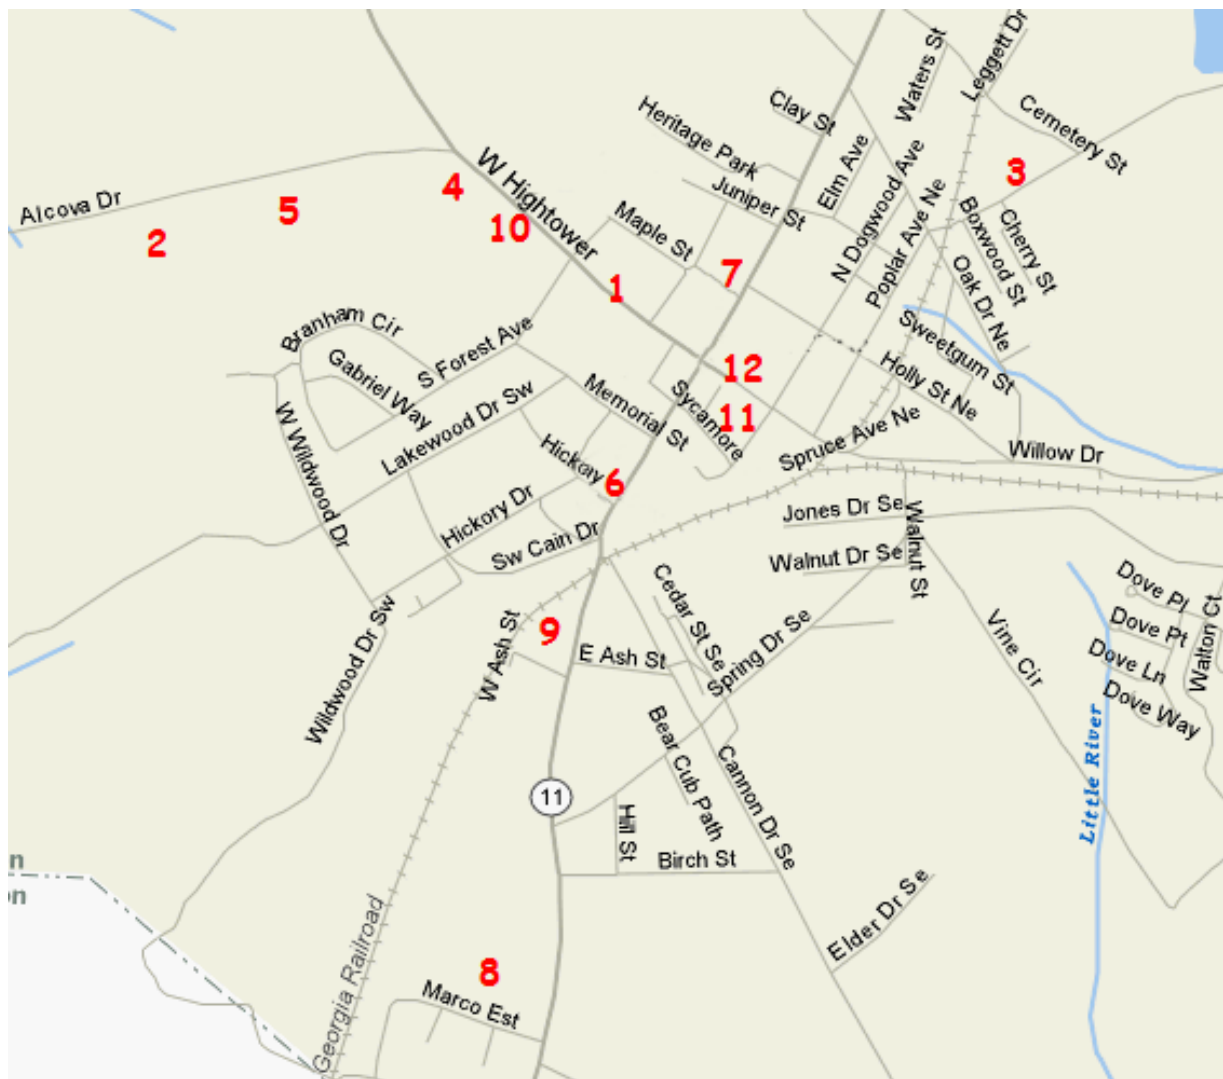 Leggett Dr
Waters St
Clay St
Cemetery St
Heritage Park
Elm Ave
3
W Hightower
4
Juniper St
N Dogwood Ave
Alcova Dr
5
Maple St
Poplar Ave Ne
Boxwood St
Cherry St
10
2
7
Oak Dr Ne
1
Branham Cir
S Forest Ave
Sweetgum St
Gabriel Way
12
Holly St Ne
Memorial St
Sycamore
11
Lakewood Dr Sw
W Wildwood Dr
Spruce Ave Ne
Willow Dr
Hickoy
6
Hickory Dr
Jones Dr Se
Walnut St
Sw Cain Dr
Walnut Dr Se
Cedar St Se
Dove Pl
Dove Pt
Walton Ct
Vine Cir
9
W Ash St
E Ash St
Spring Dr Se
Dove Ln
Dove Way
Wildwood Dr Sw
Bear Cub Path
Cannon Dr Se
Little River
11
Hill St
Birch St
n
on
Elder Dr Se
Georgia Railroad
8
Marco Est